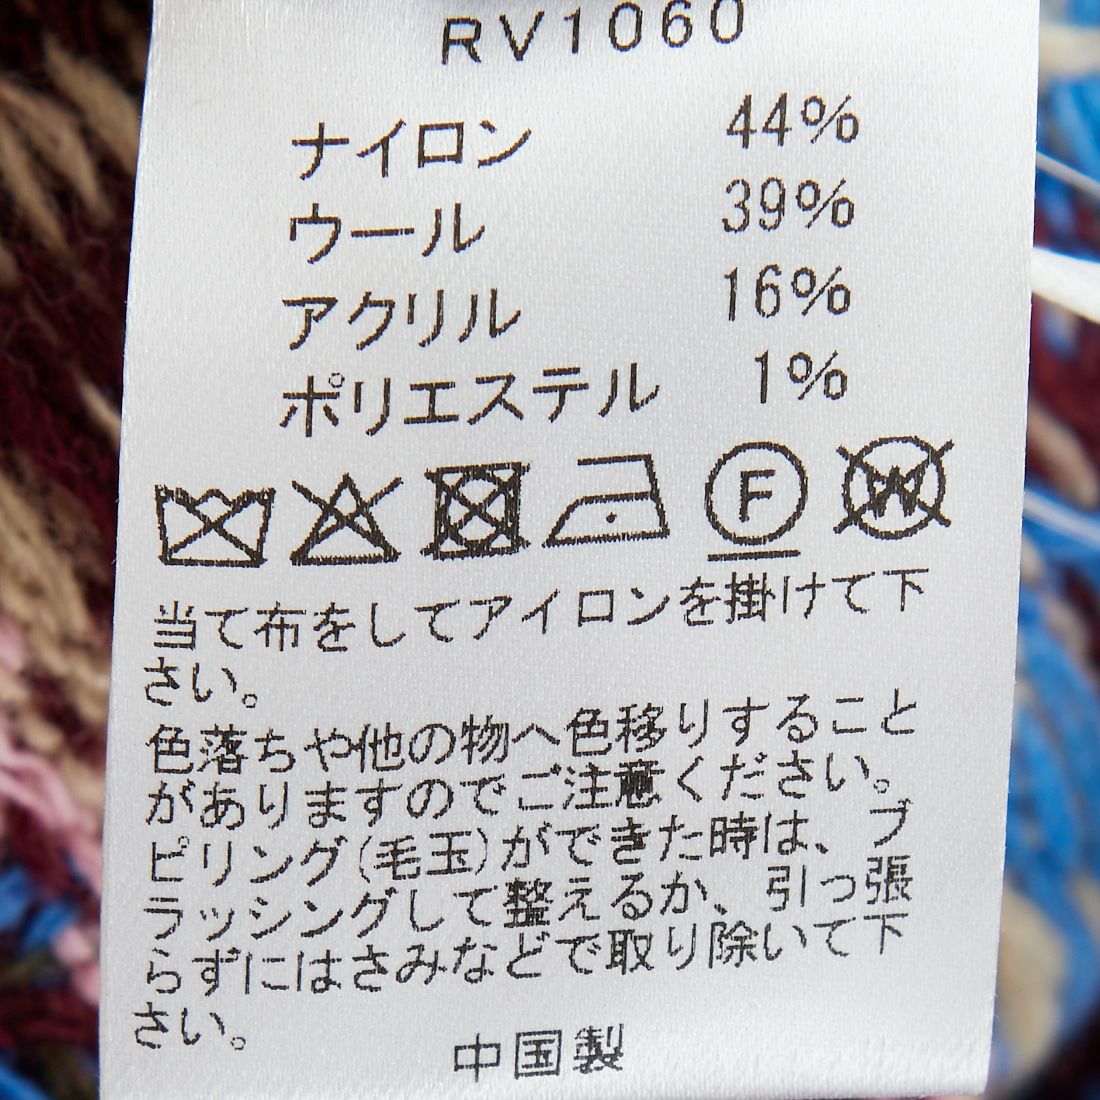 RV1060
ナイロン 44%
ウール 39%
アクリル 16%
ポリエステル 1%
F W
当て布をしてアイロンを掛けて下
さい。
色落ちや他の物へ色移りすること
がありますのでご注意ください。
ピリング(毛玉)ができた時は、ブ
ラッシングして整えるか、引っ張
らずにはさみなどで取り除いて下
さい。
中国製